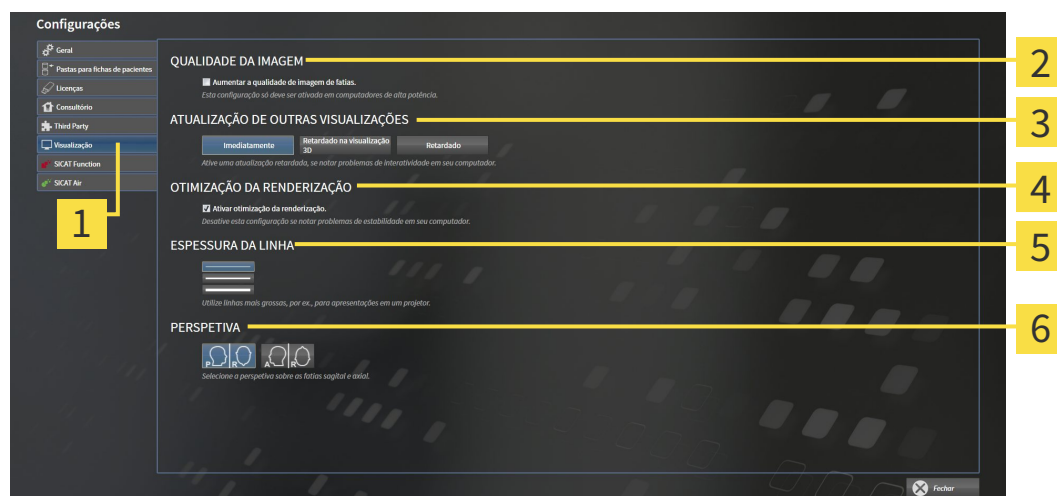 Configurações
Geral
Pastas para fichas de pacientes
Licenças
Consultório
Third Party
Visualização
SICAT Function
SICAT Air
1
QUALIDADE DA IMAGEM
2
Aumentar a qualidade de imagem de fatias.
Esta configuração só deve ser ativada em computadores de alta potência.
ATUALIZAÇÃO DE OUTRAS VISUALIZAÇÕES
3
Imediatamente
Retardado na visualização
3D
Retardado
Ative uma atualização retardada, se notar problemas de interatividade em seu computador.
OTIMIZAÇÃO DA RENDERIZAÇÃO
4
Ativar otimização da renderização.
Desative esta configuração se notar problemas de estabilidade em seu computador.
ESPESSURA DA LINHA
5
Utilize linhas mais grossas, por ex., para apresentações em um projetor.
PERSPETIVA
6
P R A R
Selecione a perspetiva sobre as fatias sagital e axial.
Fechar